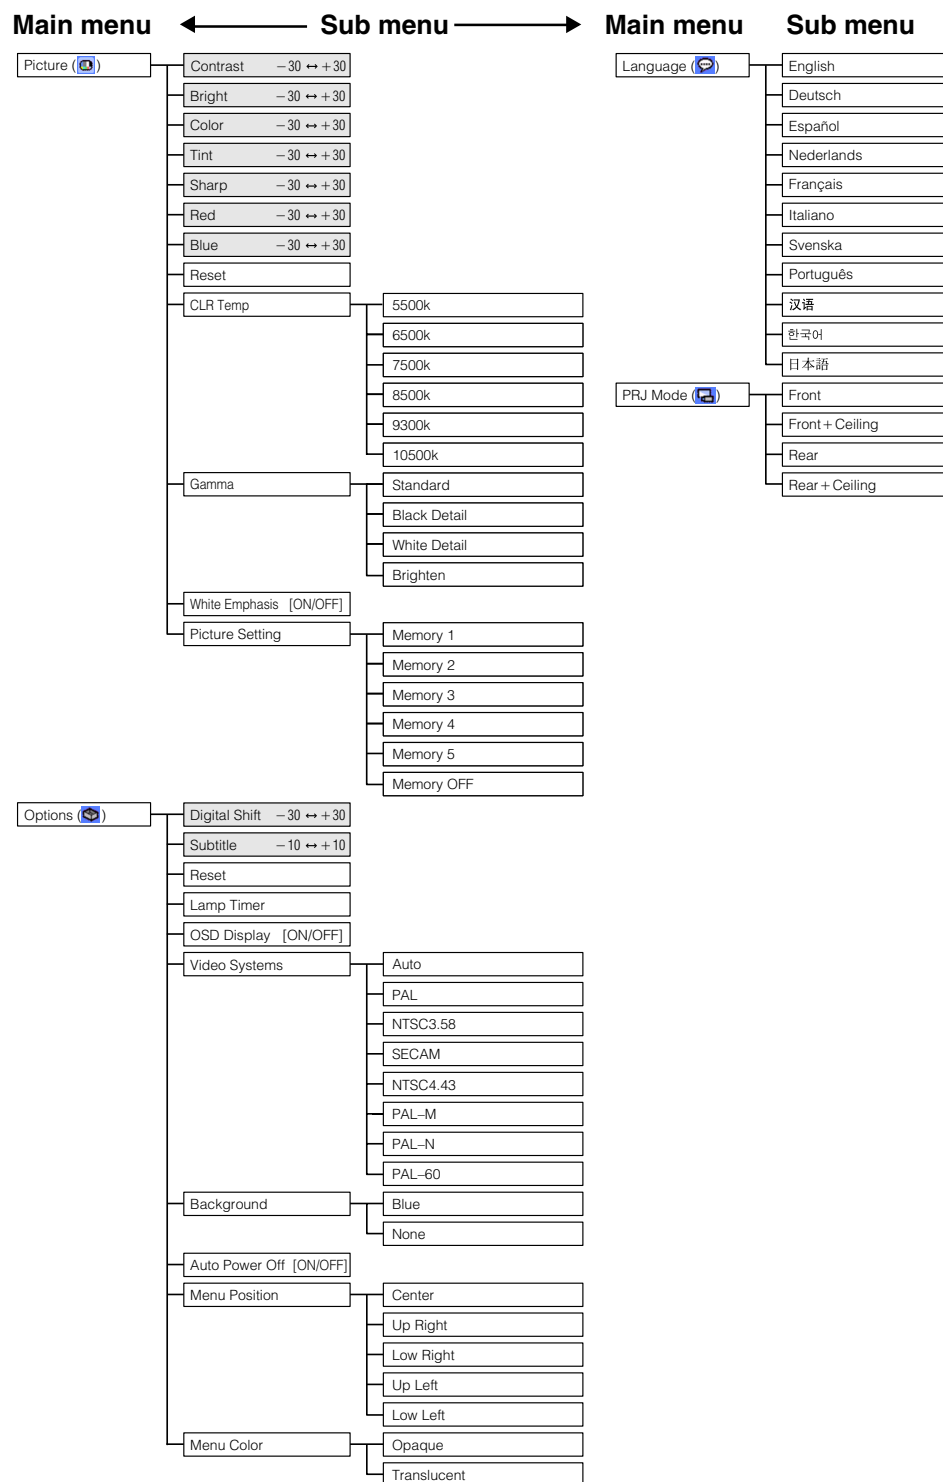 Main menu Sub menu Main menu Sub menu
Picture ( )
Contrast −30 ↔ +30
Bright −30 ↔ +30
Color −30 ↔ +30
Tint −30 ↔ +30
Sharp −30 ↔ +30
Red −30 ↔ +30
Blue −30 ↔ +30
Reset
CLR Temp
5500k
6500k
7500k
8500k
9300k
10500k
Gamma
Standard
Black Detail
White Detail
Brighten
White Emphasis [ON/OFF]
Picture Setting
Memory 1
Memory 2
Memory 3
Memory 4
Memory 5
Memory OFF
Options ( )
Digital Shift −30 ↔ +30
Subtitle −10 ↔ +10
Reset
Lamp Timer
OSD Display [ON/OFF]
Video Systems
Auto
PAL
NTSC3.58
SECAM
NTSC4.43
PAL–M
PAL–N
PAL–60
Background
Blue
None
Auto Power Off [ON/OFF]
Menu Position
Center
Up Right
Low Right
Up Left
Low Left
Menu Color
Opaque
Translucent
Language ( )
English
Deutsch
Español
Nederlands
Français
Italiano
Svenska
Português
汉语
한국어
日本語
PRJ Mode ( )
Front
Front+Ceiling
Rear
Rear+Ceiling